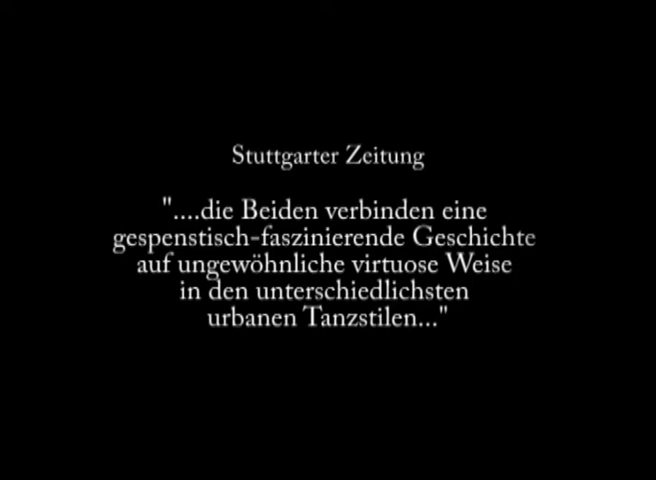 Stuttgarter Zeitung
"....die Beiden verbinden eine
gespenstisch-faszinierende Geschichte
auf ungewöhnliche virtuose Weise
in den unterschiedlichsten
urbanen Tanzstilen..."